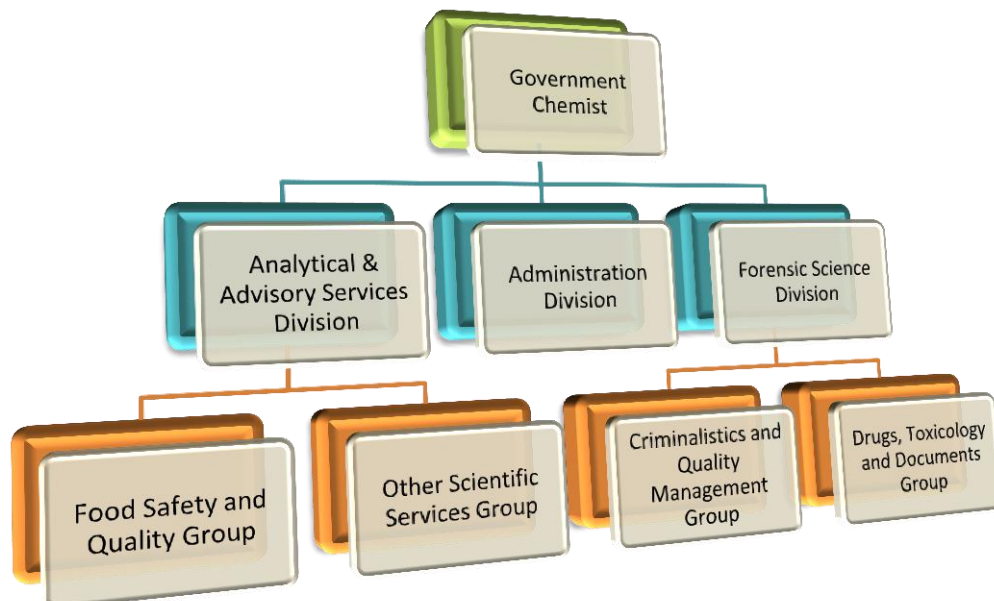 Government
Chemist
Analytical &
Advisory Services
Division
Administration
Division
Forensic Science
Division
Food Safety and
Quality Group
Other Scientific
Services Group
Criminalistics and
Quality
Management
Group
Drugs, Toxicology
and Documents
Group